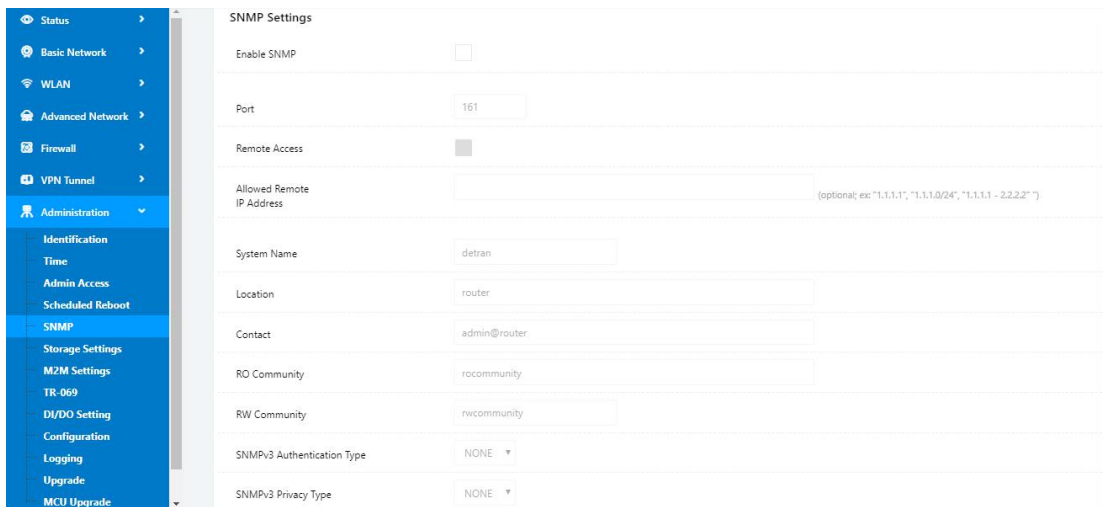 Status
Basic Network
WLAN
Advanced Network
Firewall
VPN Tunnel
Administration
Identification
Time
Admin Access
Scheduled Reboot
SNMP
Storage Settings
M2M Settings
TR-069
DI/DO Setting
Configuration
Logging
Upgrade
MCU Upgrade
SNMP Settings
Enable SNMP
Port 161
Remote Access
Allowed Remote
IP Address
(optional; ex: "1.1.1.1", "1.1.1.0/24", "1.1.1.1 - 2.2.2.2" ")
System Name detran
Location router
Contact admin@router
RO Community rocommunity
RW Community rwcommunity
SNMPv3 Authentication Type NONE
SNMPv3 Privacy Type NONE